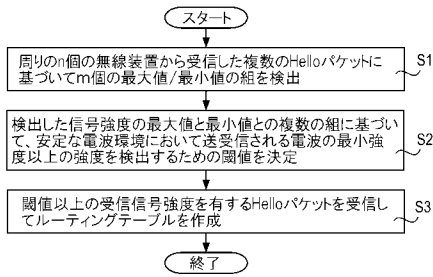 スタート
周りのn個の無線装置から受信した複数のHelloパケットに
基づいてm個の最大値/最小値の組を検出
S1
検出した信号強度の最大値と最小値との複数の組に基づい
て、安定な電波環境において送受信される電波の最小強
度以上の強度を検出するための閾値を決定
S2
閾値以上の受信信号強度を有するHelloパケットを受信し
てルーティングテーブルを作成
S3
終了